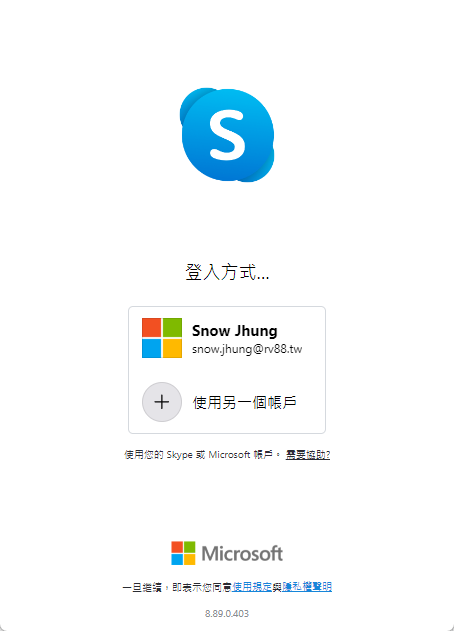 S
登入方式...
Snow Jhung
snow.jhung@rv88.tw
使用另一個帳戶
使用您的 Skype 或 Microsoft 帳戶。 需要協助?
Microsoft
一旦繼續，即表示您同意使用規定與隱私權聲明
8.89.0.403